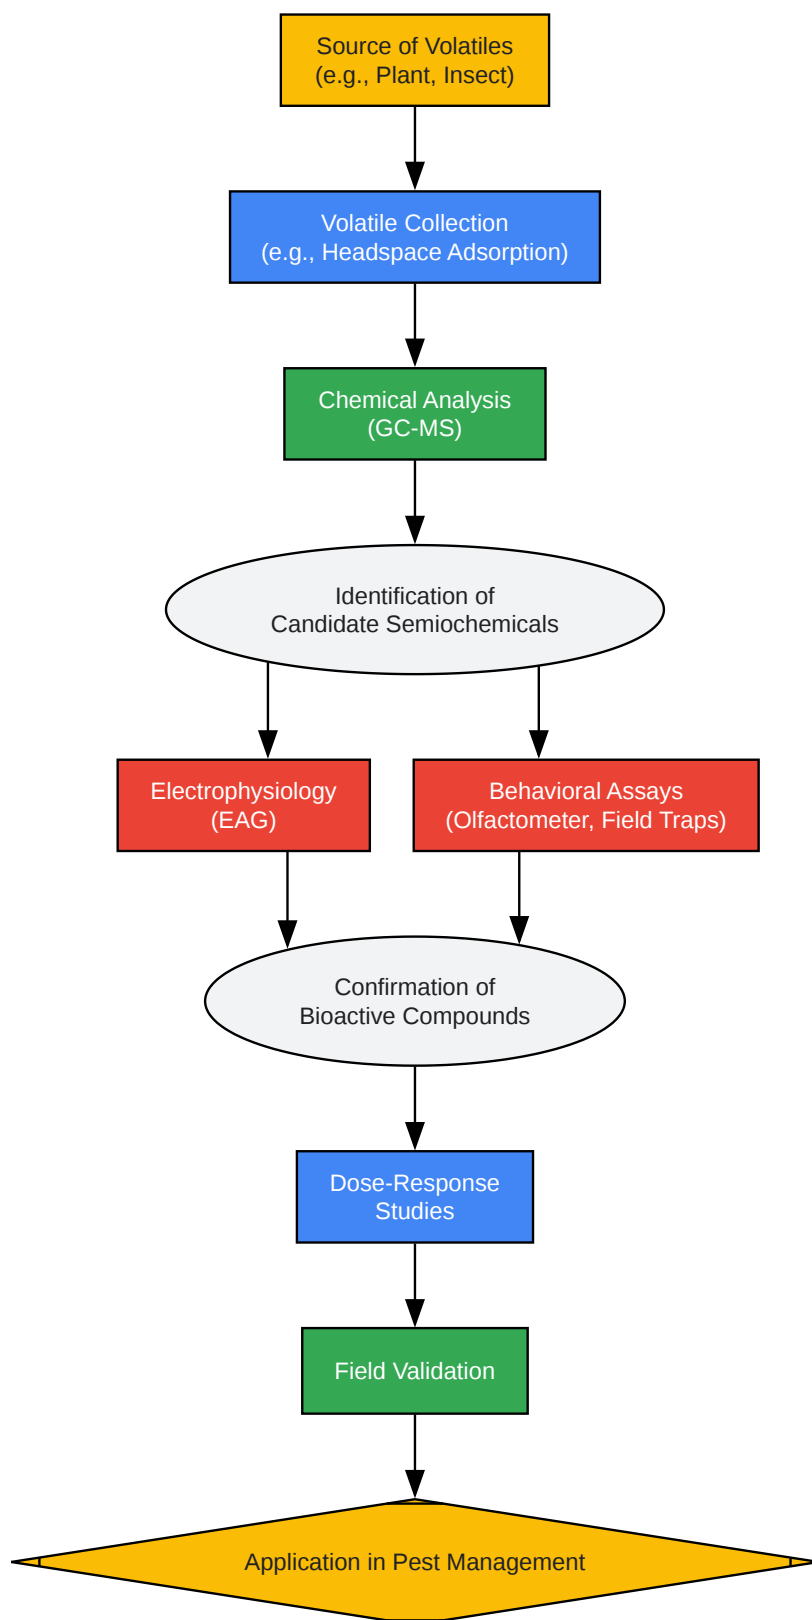 Source of Volatiles
(e.g., Plant, Insect)
Volatile Collection
(e.g., Headspace Adsorption)
Chemical Analysis
(GC-MS)
Identification of
Candidate Semiochemicals
Electrophysiology
(EAG)
Behavioral Assays
(Olfactometer, Field Traps)
Confirmation of
Bioactive Compounds
Dose-Response
Studies
Field Validation
Application in Pest Management